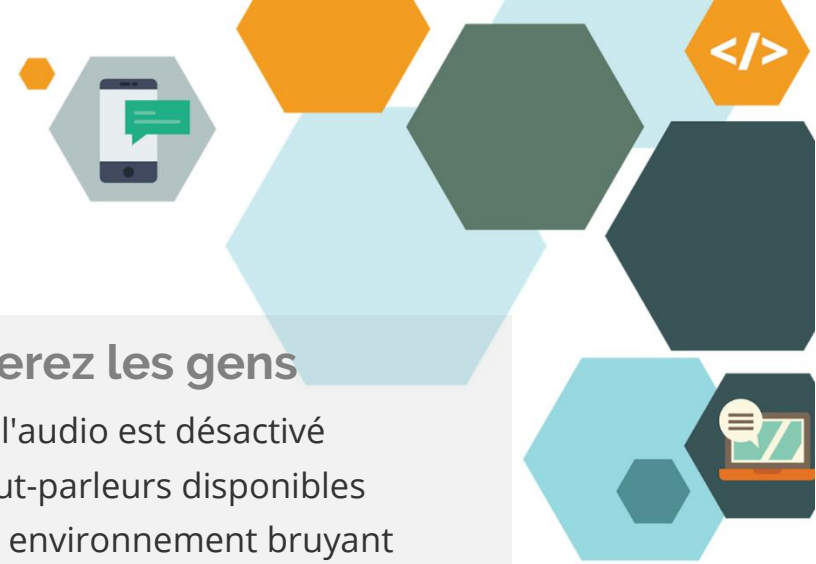 </>
erez les gens
l'audio est désactivé
ut-parleurs disponibles
environnement bruyant